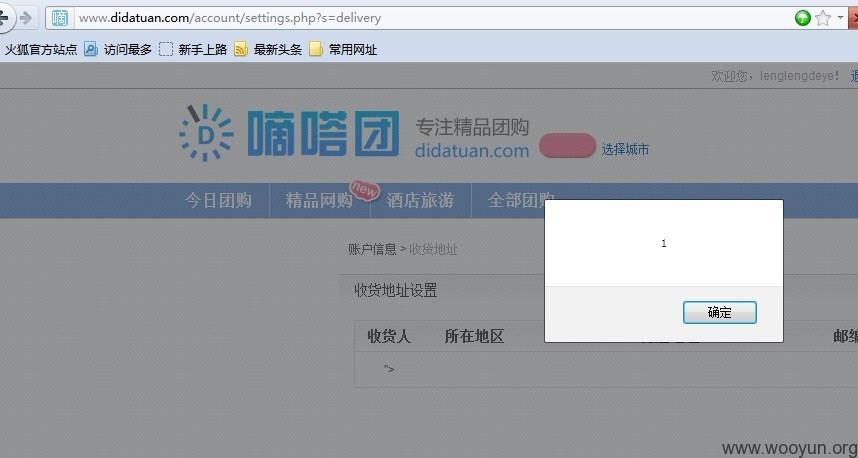 www.didatuan.com/account/settings.php?s=delivery
火狐官方站点 访问最多 新手上路 最新头条 常用网址
欢迎您，lenglengdeye!
嘀嗒团 专注精品团购
didatuan.com 选择城市
今日团购 精品网购 new 酒店旅游 全部团购
账户信息 > 收货地址
1
收货地址设置
确定
收货人 所在地区 邮编
">
www.wooyun.org